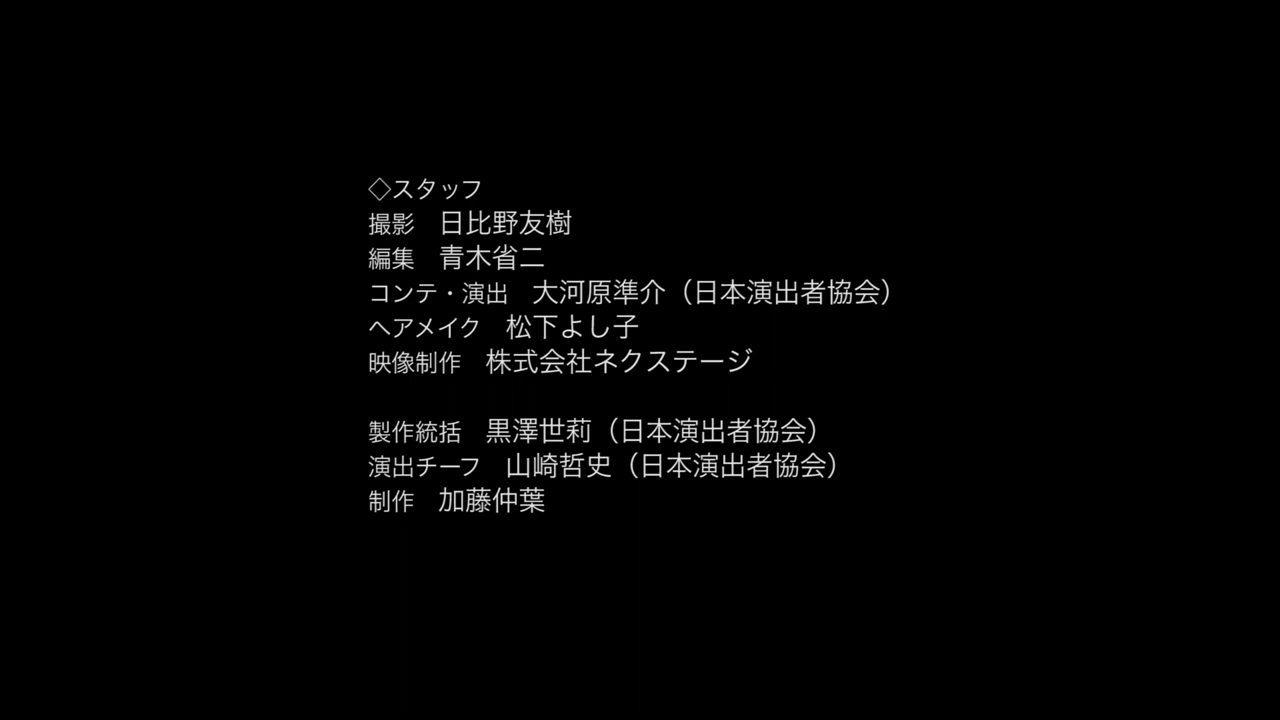 ◇スタッフ
撮影　日比野友樹
編集　青木省二
コンテ・演出　大河原準介（日本演出者協会）
ヘアメイク　松下よし子
映像制作　株式会社ネクステージ
製作統括　黒澤世莉（日本演出者協会）
演出チーフ　山崎哲史（日本演出者協会）
制作　加藤仲葉